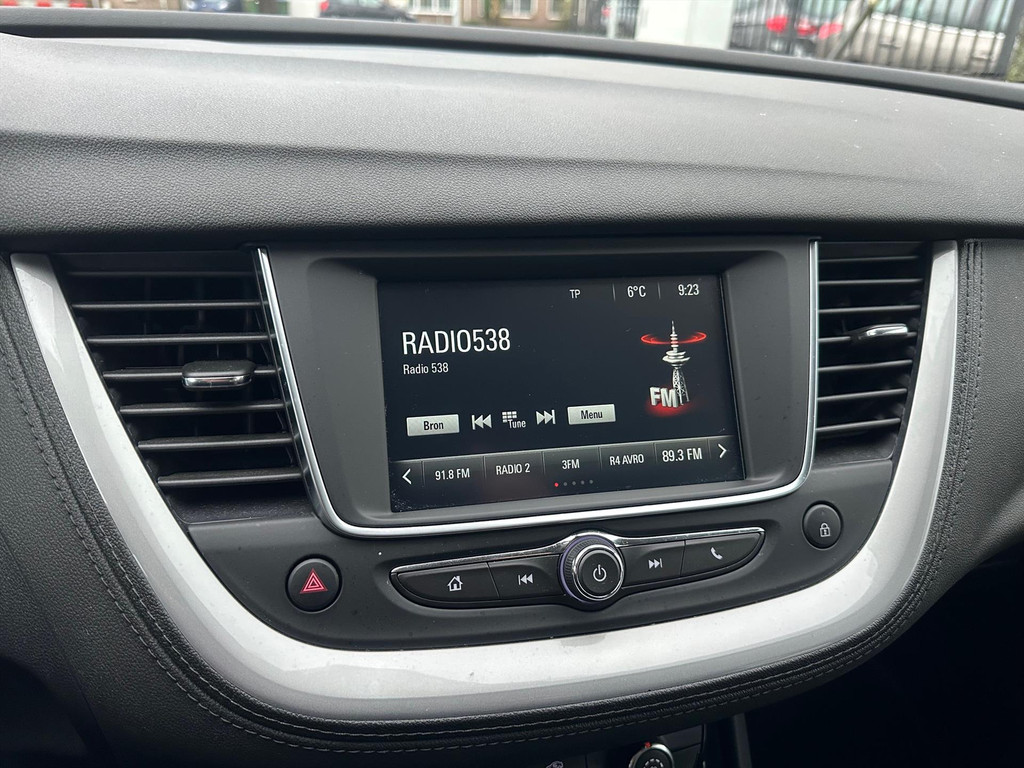 TP 6°C 9:23
RADIO538
Radio 538
FM
Bron Tune Menu
91.8 FM RADIO 2 3FM R4 AVRO 89.3 FM